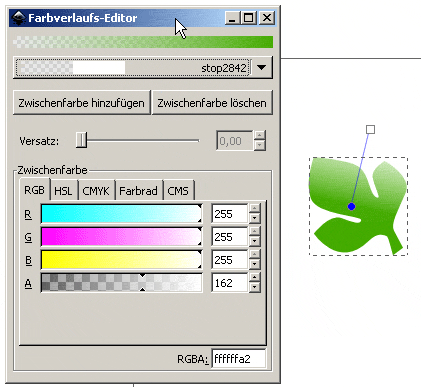 Farbverlaufs-Editor
stop2842
Zwischenfarbe hinzufügen Zwischenfarbe löschen
Versatz: 0,00
Zwischenfarbe
RGB HSL CMYK Farbrad CMS
R 255
G 255
B 255
A 162
RGBA: ffffffa2